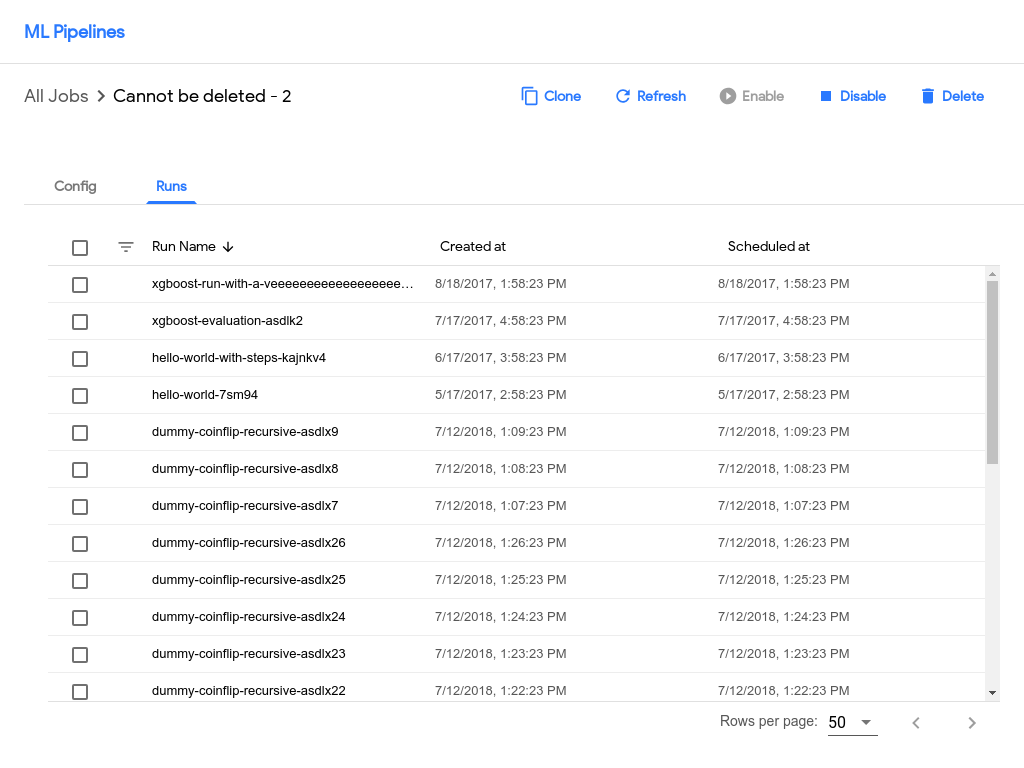 ML Pipelines
All Jobs > Cannot be deleted - 2 Clone Refresh Enable Disable Delete
Config Runs
Run Name Created at Scheduled at
xgboost-run-with-a-veeeeeeeeeeeeeeeeee… 8/18/2017, 1:58:23 PM 8/18/2017, 1:58:23 PM
xgboost-evaluation-asdlk2 7/17/2017, 4:58:23 PM 7/17/2017, 4:58:23 PM
hello-world-with-steps-kajnkv4 6/17/2017, 3:58:23 PM 6/17/2017, 3:58:23 PM
hello-world-7sm94 5/17/2017, 2:58:23 PM 5/17/2017, 2:58:23 PM
dummy-coinflip-recursive-asdlx9 7/12/2018, 1:09:23 PM 7/12/2018, 1:09:23 PM
dummy-coinflip-recursive-asdlx8 7/12/2018, 1:08:23 PM 7/12/2018, 1:08:23 PM
dummy-coinflip-recursive-asdlx7 7/12/2018, 1:07:23 PM 7/12/2018, 1:07:23 PM
dummy-coinflip-recursive-asdlx26 7/12/2018, 1:26:23 PM 7/12/2018, 1:26:23 PM
dummy-coinflip-recursive-asdlx25 7/12/2018, 1:25:23 PM 7/12/2018, 1:25:23 PM
dummy-coinflip-recursive-asdlx24 7/12/2018, 1:24:23 PM 7/12/2018, 1:24:23 PM
dummy-coinflip-recursive-asdlx23 7/12/2018, 1:23:23 PM 7/12/2018, 1:23:23 PM
dummy-coinflip-recursive-asdlx22 7/12/2018, 1:22:23 PM 7/12/2018, 1:22:23 PM
Rows per page: 50